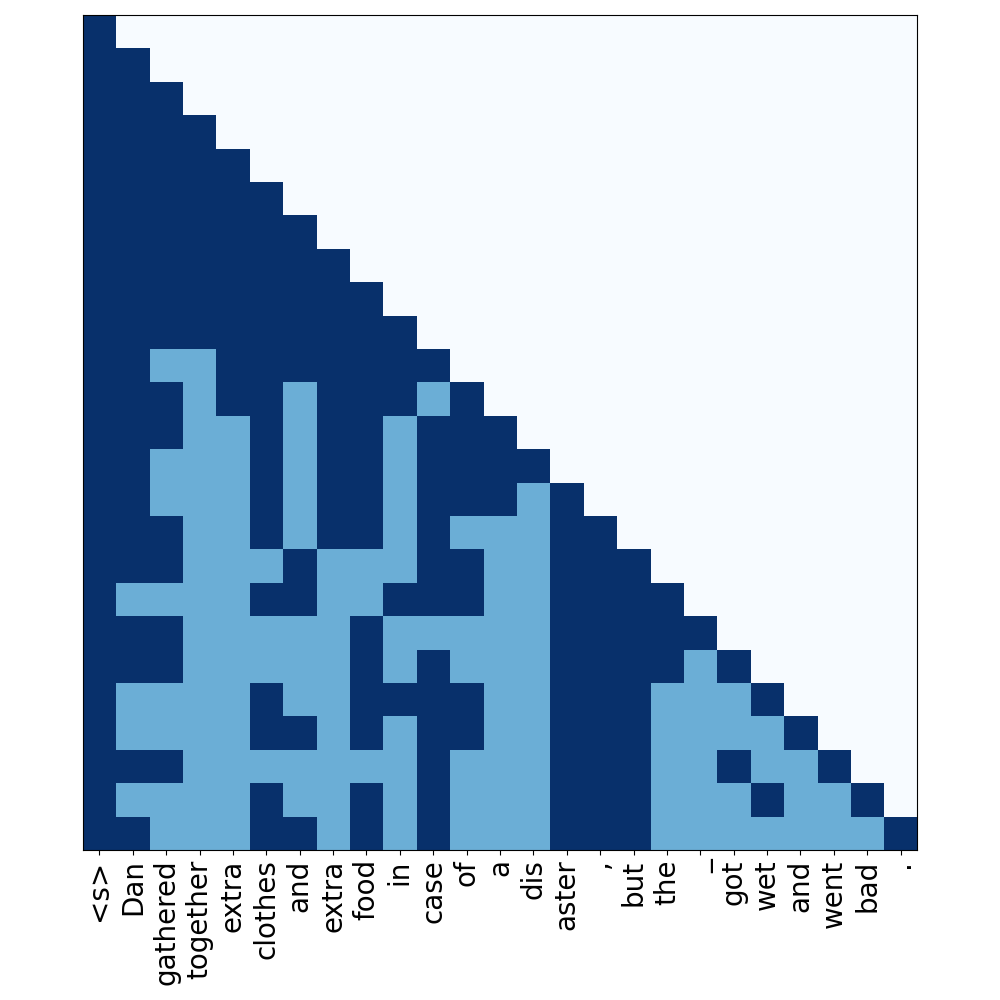 <s> Dan gathered together extra clothes and extra food in case of a dis aster , but the _ got wet and went bad .